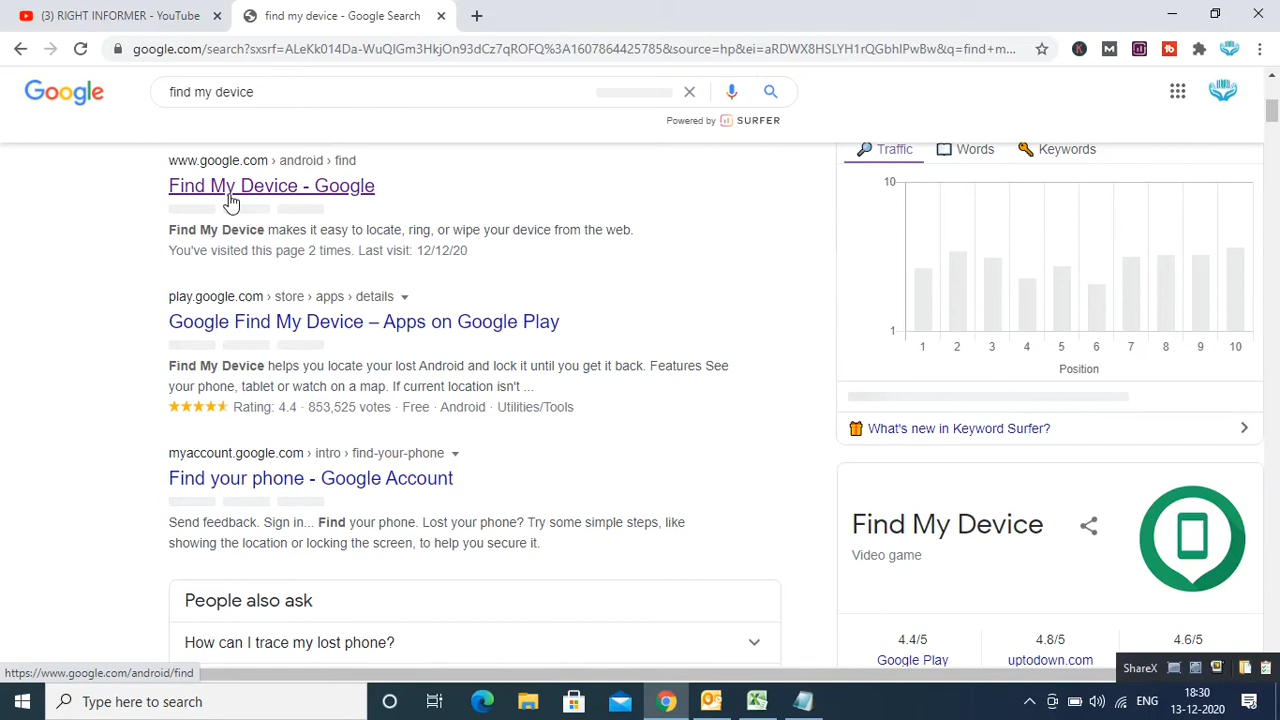 (3) RIGHT INFORMER - YouTube
find my device - Google Search
google.com/search?sxsrf=ALeKk014Da-WuQIGm3HkjOn93dCz7qROFQ%3A1607864425785&source=hp&ei=aRDWX8HSLYH1rQGbhlPwBw&q=find+m...
Google
find my device
Powered by SURFER
www.google.com › android › find
Find My Device - Google
Find My Device makes it easy to locate, ring, or wipe your device from the web.
You've visited this page 2 times. Last visit: 12/12/20
play.google.com › store › apps › details
Google Find My Device – Apps on Google Play
Find My Device helps you locate your lost Android and lock it until you get it back. Features See
your phone, tablet or watch on a map. If current location isn't ...
Rating: 4.4 · 853,525 votes · Free · Android · Utilities/Tools
myaccount.google.com › intro › find-your-phone
Find your phone - Google Account
Send feedback. Sign in... Find your phone. Lost your phone? Try some simple steps, like
showing the location or locking the screen, to help you secure it.
People also ask
How can I trace my lost phone?
Traffic Words Keywords
10
1
1 2 3 4 5 6 7 8 9 10
Position
What's new in Keyword Surfer?
Find My Device
Video game
4.4/5 4.8/5 4.6/5
Google Play uptodown.com
https://www.google.com/android/find
ShareX
Type here to search
ENG
18:30
13-12-2020